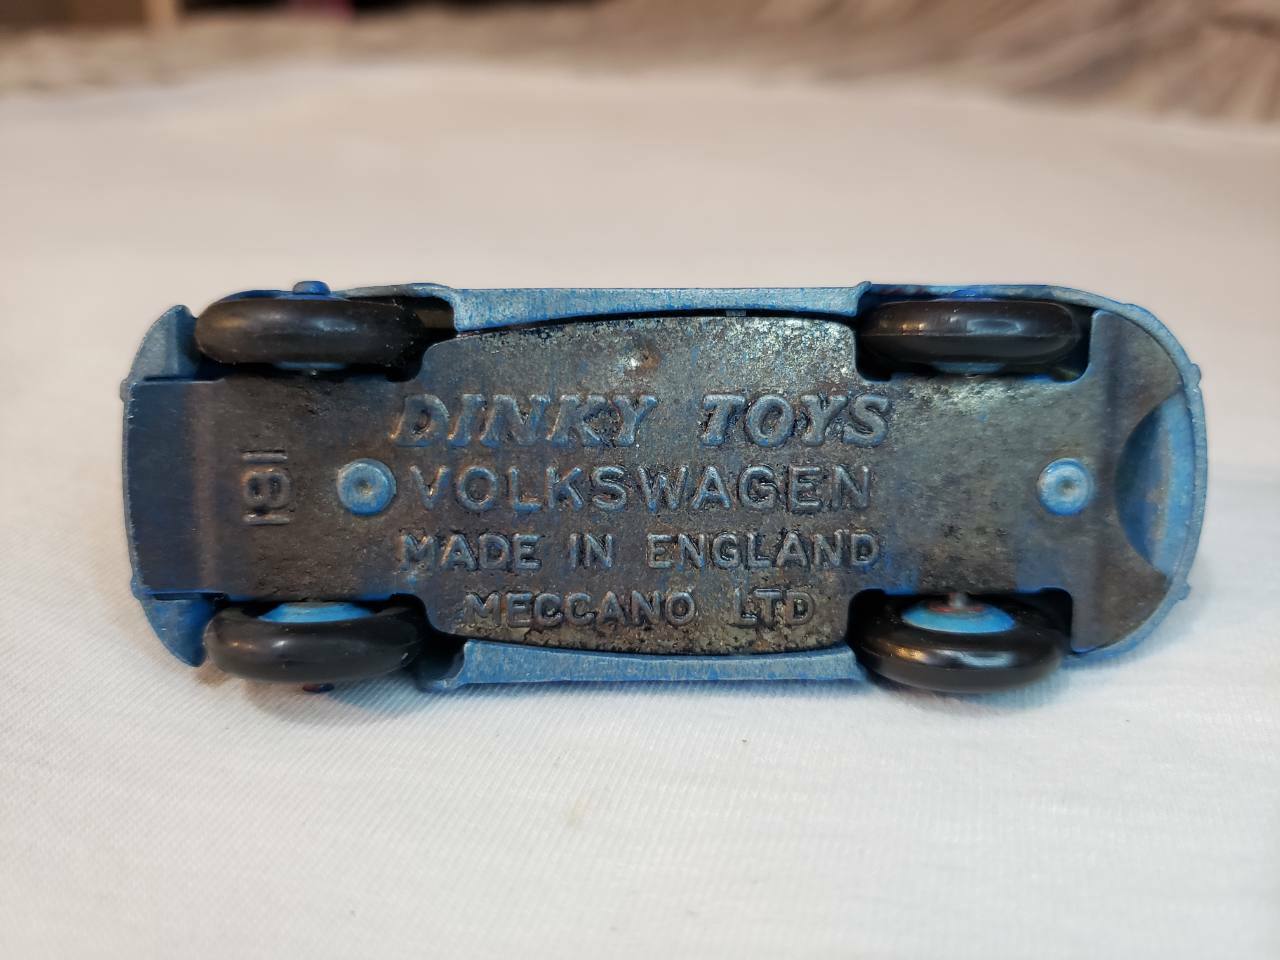 DINKY TOYS
VOLKSWAGEN
MADE IN ENGLAND
MECCANO LTD
181